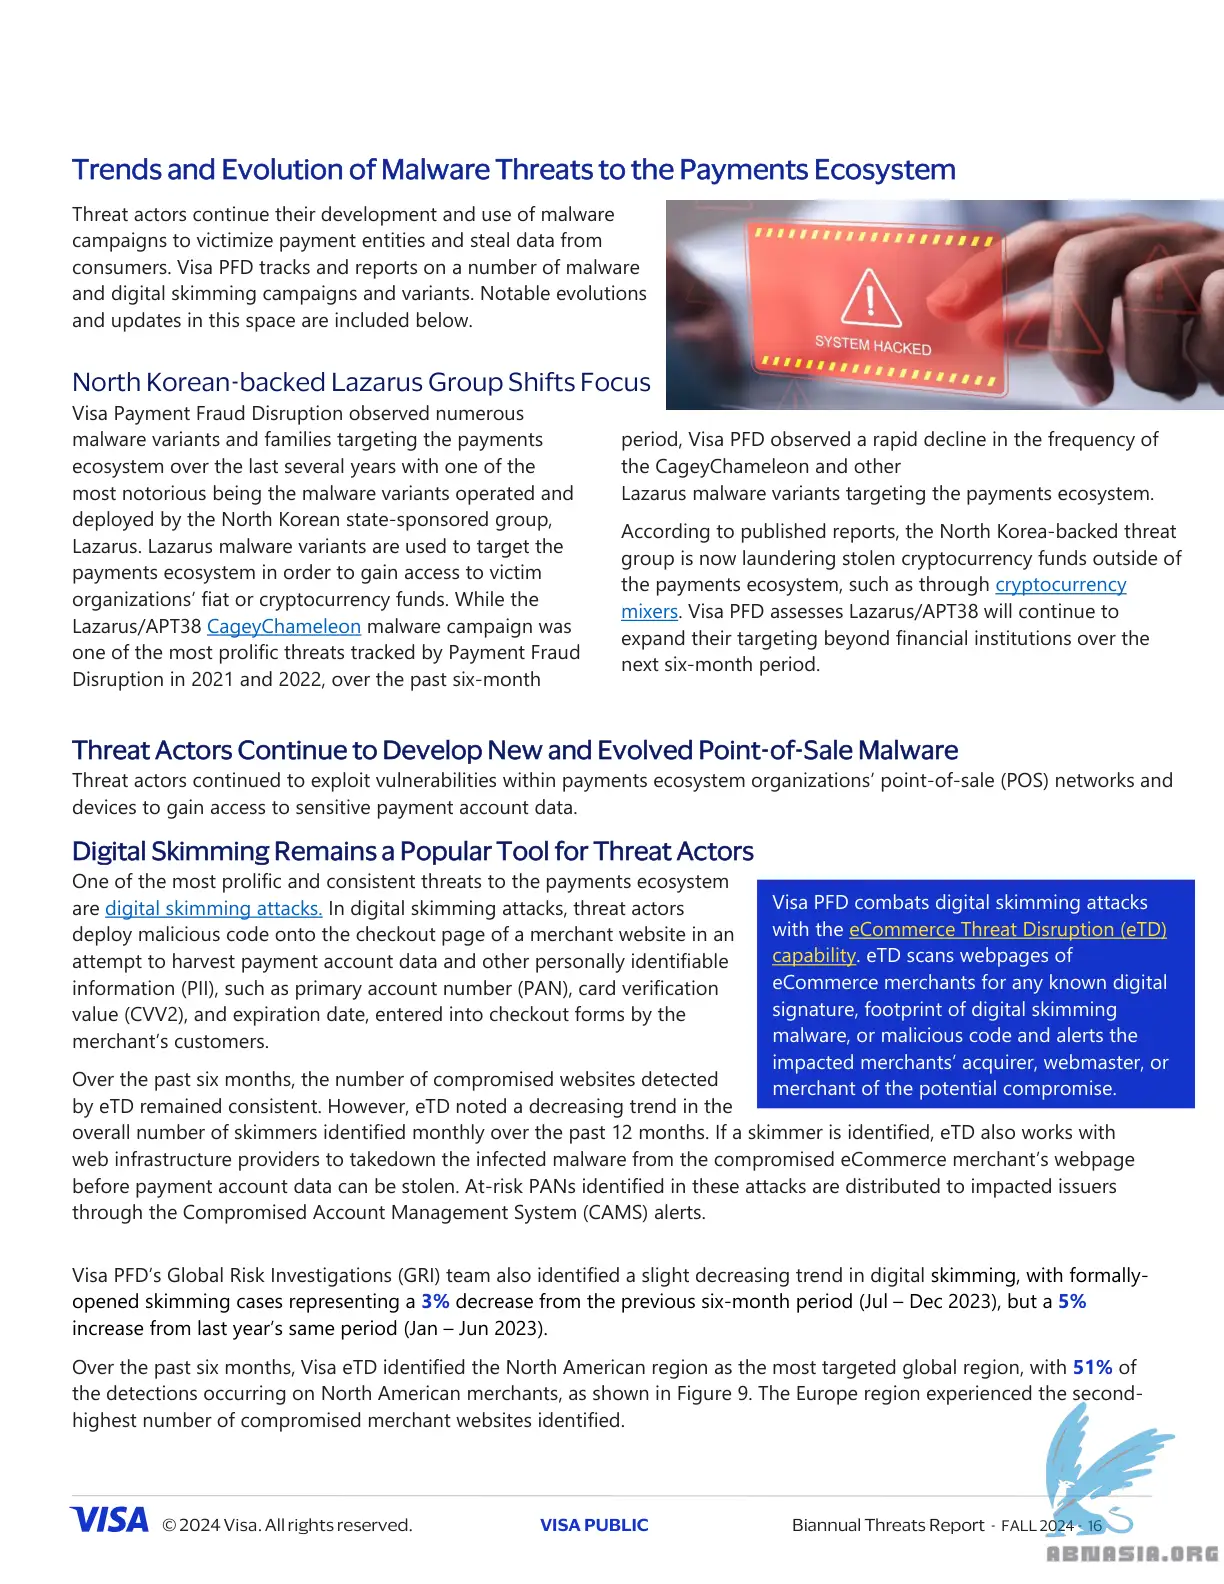 Trends and Evolution of Malware Threats to the Payments Ecosystem
Threat actors continue their development and use of malware
campaigns to victimize payment entities and steal data from
consumers. Visa PFD tracks and reports on a number of malware
and digital skimming campaigns and variants. Notable evolutions
and updates in this space are included below.
SYSTEM HACKED
North Korean-backed Lazarus Group Shifts Focus
Visa Payment Fraud Disruption observed numerous
malware variants and families targeting the payments
ecosystem over the last several years with one of the
most notorious being the malware variants operated and
deployed by the North Korean state-sponsored group,
Lazarus. Lazarus malware variants are used to target the
payments ecosystem in order to gain access to victim
organizations’ fiat or cryptocurrency funds. While the
Lazarus/APT38 CageyChameleon malware campaign was
one of the most prolific threats tracked by Payment Fraud
Disruption in 2021 and 2022, over the past six-month
period, Visa PFD observed a rapid decline in the frequency of
the CageyChameleon and other
Lazarus malware variants targeting the payments ecosystem.
According to published reports, the North Korea-backed threat
group is now laundering stolen cryptocurrency funds outside of
the payments ecosystem, such as through cryptocurrency
mixers. Visa PFD assesses Lazarus/APT38 will continue to
expand their targeting beyond financial institutions over the
next six-month period.
Threat Actors Continue to Develop New and Evolved Point-of-Sale Malware
Threat actors continued to exploit vulnerabilities within payments ecosystem organizations’ point-of-sale (POS) networks and
devices to gain access to sensitive payment account data.
Digital Skimming Remains a Popular Tool for Threat Actors
One of the most prolific and consistent threats to the payments ecosystem
are digital skimming attacks. In digital skimming attacks, threat actors
deploy malicious code onto the checkout page of a merchant website in an
attempt to harvest payment account data and other personally identifiable
information (PII), such as primary account number (PAN), card verification
value (CVV2), and expiration date, entered into checkout forms by the
merchant’s customers.
Visa PFD combats digital skimming attacks
with the eCommerce Threat Disruption (eTD)
capability. eTD scans webpages of
eCommerce merchants for any known digital
signature, footprint of digital skimming
malware, or malicious code and alerts the
impacted merchants’ acquirer, webmaster, or
merchant of the potential compromise.
Over the past six months, the number of compromised websites detected
by eTD remained consistent. However, eTD noted a decreasing trend in the
overall number of skimmers identified monthly over the past 12 months. If a skimmer is identified, eTD also works with
web infrastructure providers to takedown the infected malware from the compromised eCommerce merchant’s webpage
before payment account data can be stolen. At-risk PANs identified in these attacks are distributed to impacted issuers
through the Compromised Account Management System (CAMS) alerts.
Visa PFD’s Global Risk Investigations (GRI) team also identified a slight decreasing trend in digital skimming, with formally-
opened skimming cases representing a 3% decrease from the previous six-month period (Jul – Dec 2023), but a 5%
increase from last year’s same period (Jan – Jun 2023).
Over the past six months, Visa eTD identified the North American region as the most targeted global region, with 51% of
the detections occurring on North American merchants, as shown in Figure 9. The Europe region experienced the second-
highest number of compromised merchant websites identified.
VISA © 2024 Visa. All rights reserved. VISA PUBLIC Biannual Threats Report - FALL 2024 - 16
ABNASIA.ORG